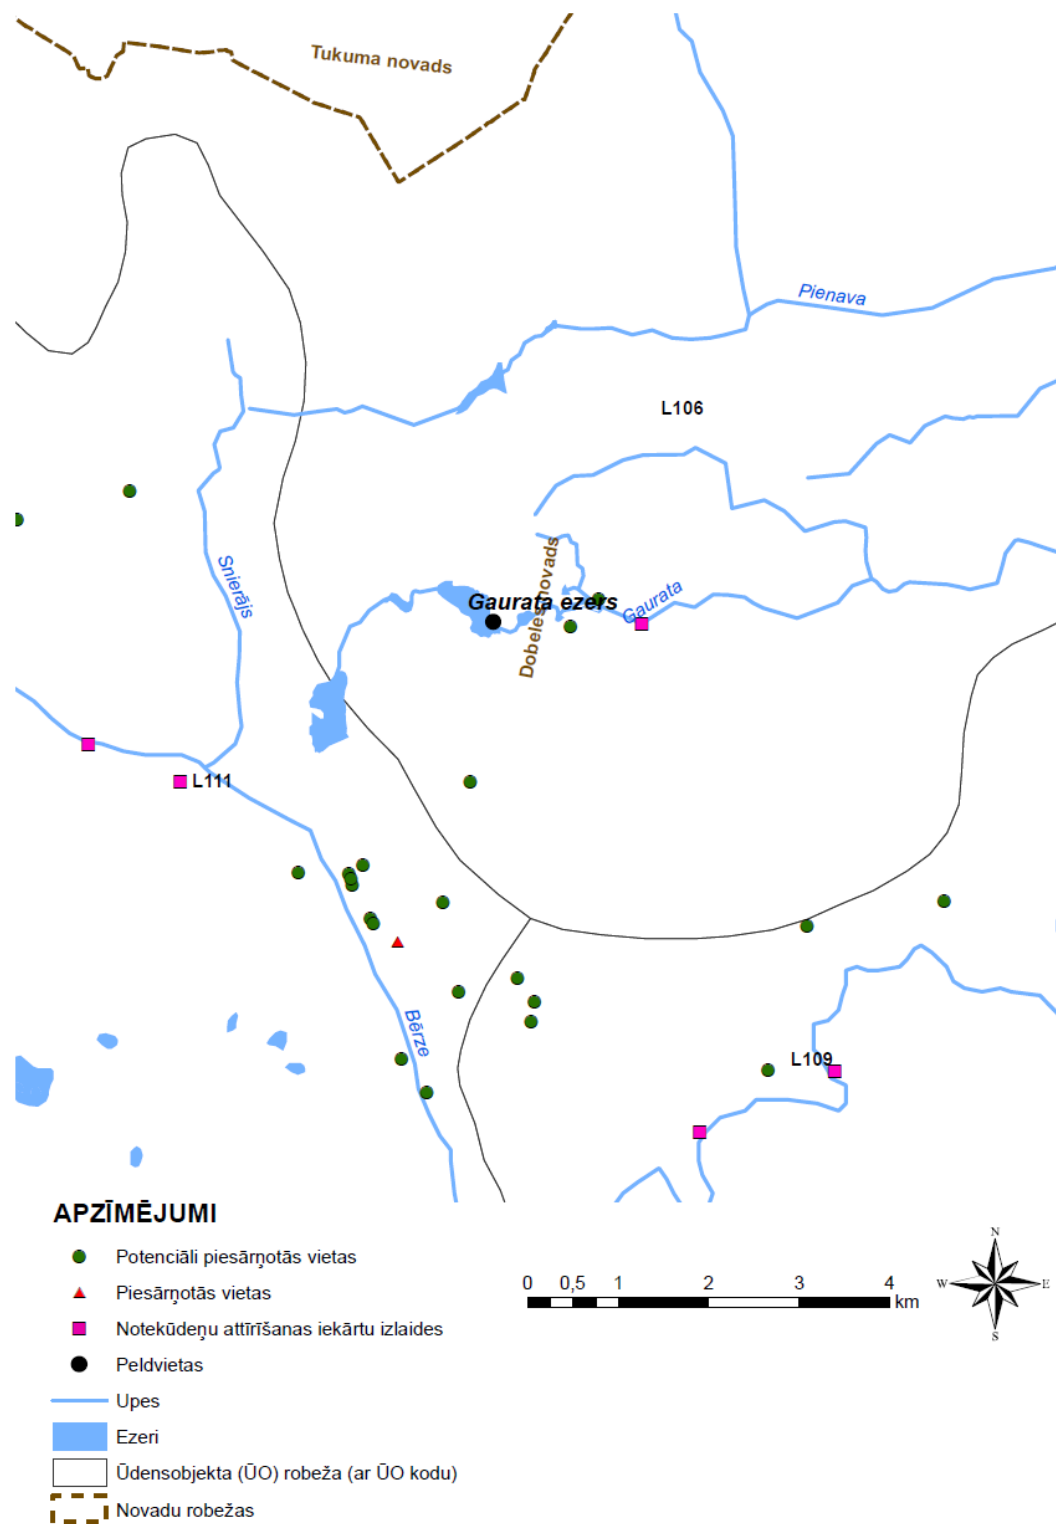 Tukuma novads
Pienava
L106
Snierājs
Dobeles novads
Gaurata ezers
Gaurata
L111
Bērze
L109
APZĪMĒJUMI
Potenciāli piesārņotās vietas
Piesārņotās vietas
Notekūdeņu attīrīšanas iekārtu izlaides
Peldvietas
Upes
Ezeri
Ūdensobjekta (ŪO) robeža (ar ŪO kodu)
Novadu robežas
0 0,5 1 2 3 4
km
N
W E
S